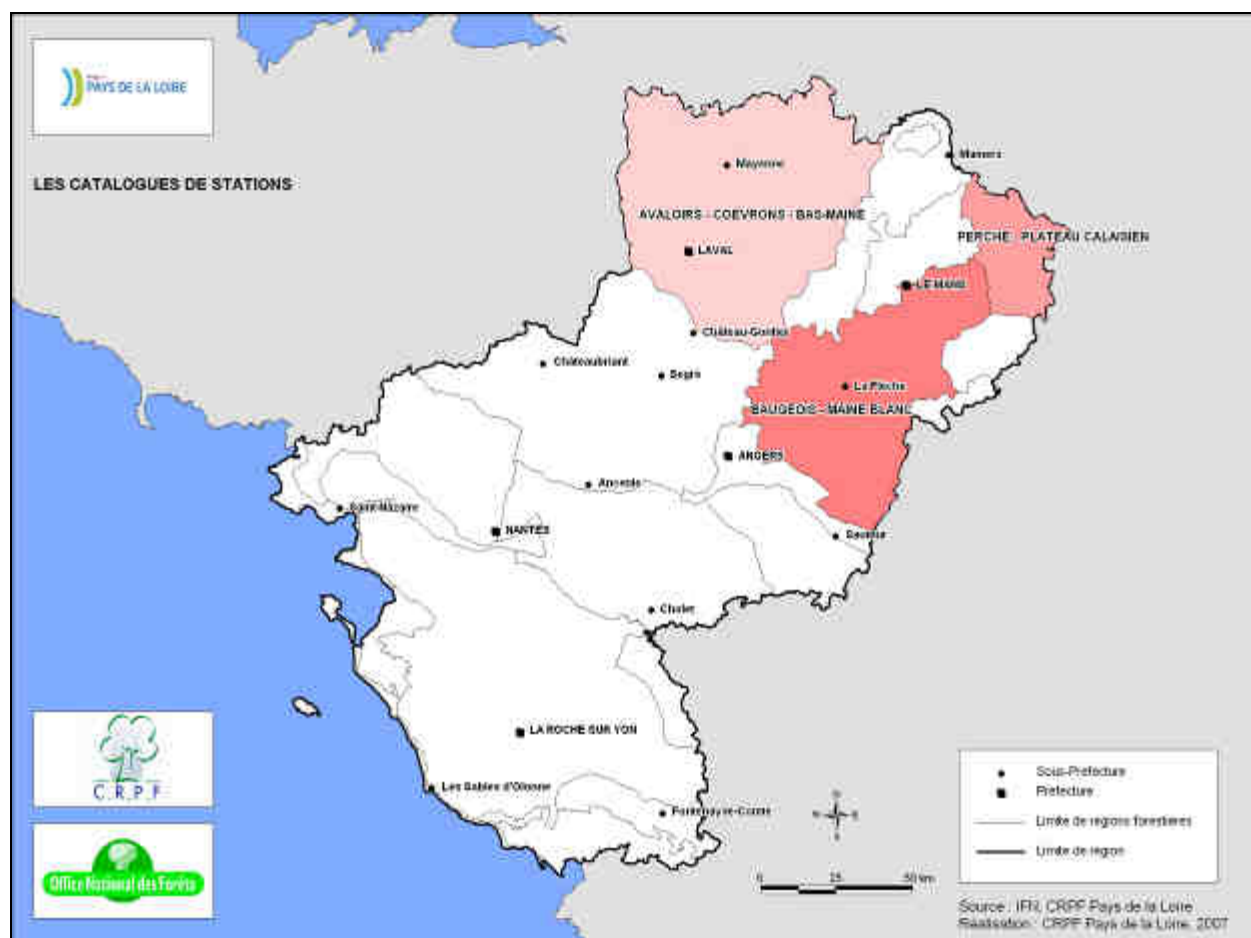 PAYS DE LA LOIRE
LES CATALOGUES DE STATIONS
Mayenne
Mamers
AVALOIRS - COEVRONS - BAS-MAINE
PERCHE - PLATEAU CALAISIEN
LAVAL
LE MANS
Château-Gontier
Châteaubriant
Segré
La Flèche
BAUGEOIS - MAINE BLANC
ANGERS
Ancenis
Saint-Nazaire
NANTES
Saumur
Cholet
LA ROCHE SUR YON
Les Sables d'Olonne
Fontenay-le-Comte
C.R.P.F
Office National des Forêts
Sous-Préfecture
Préfecture
Limite de régions forestières
Limite de région
0 25 50 km
Source : IFN, CRPF Pays de la Loire
Réalisation : CRPF Pays de la Loire, 2007